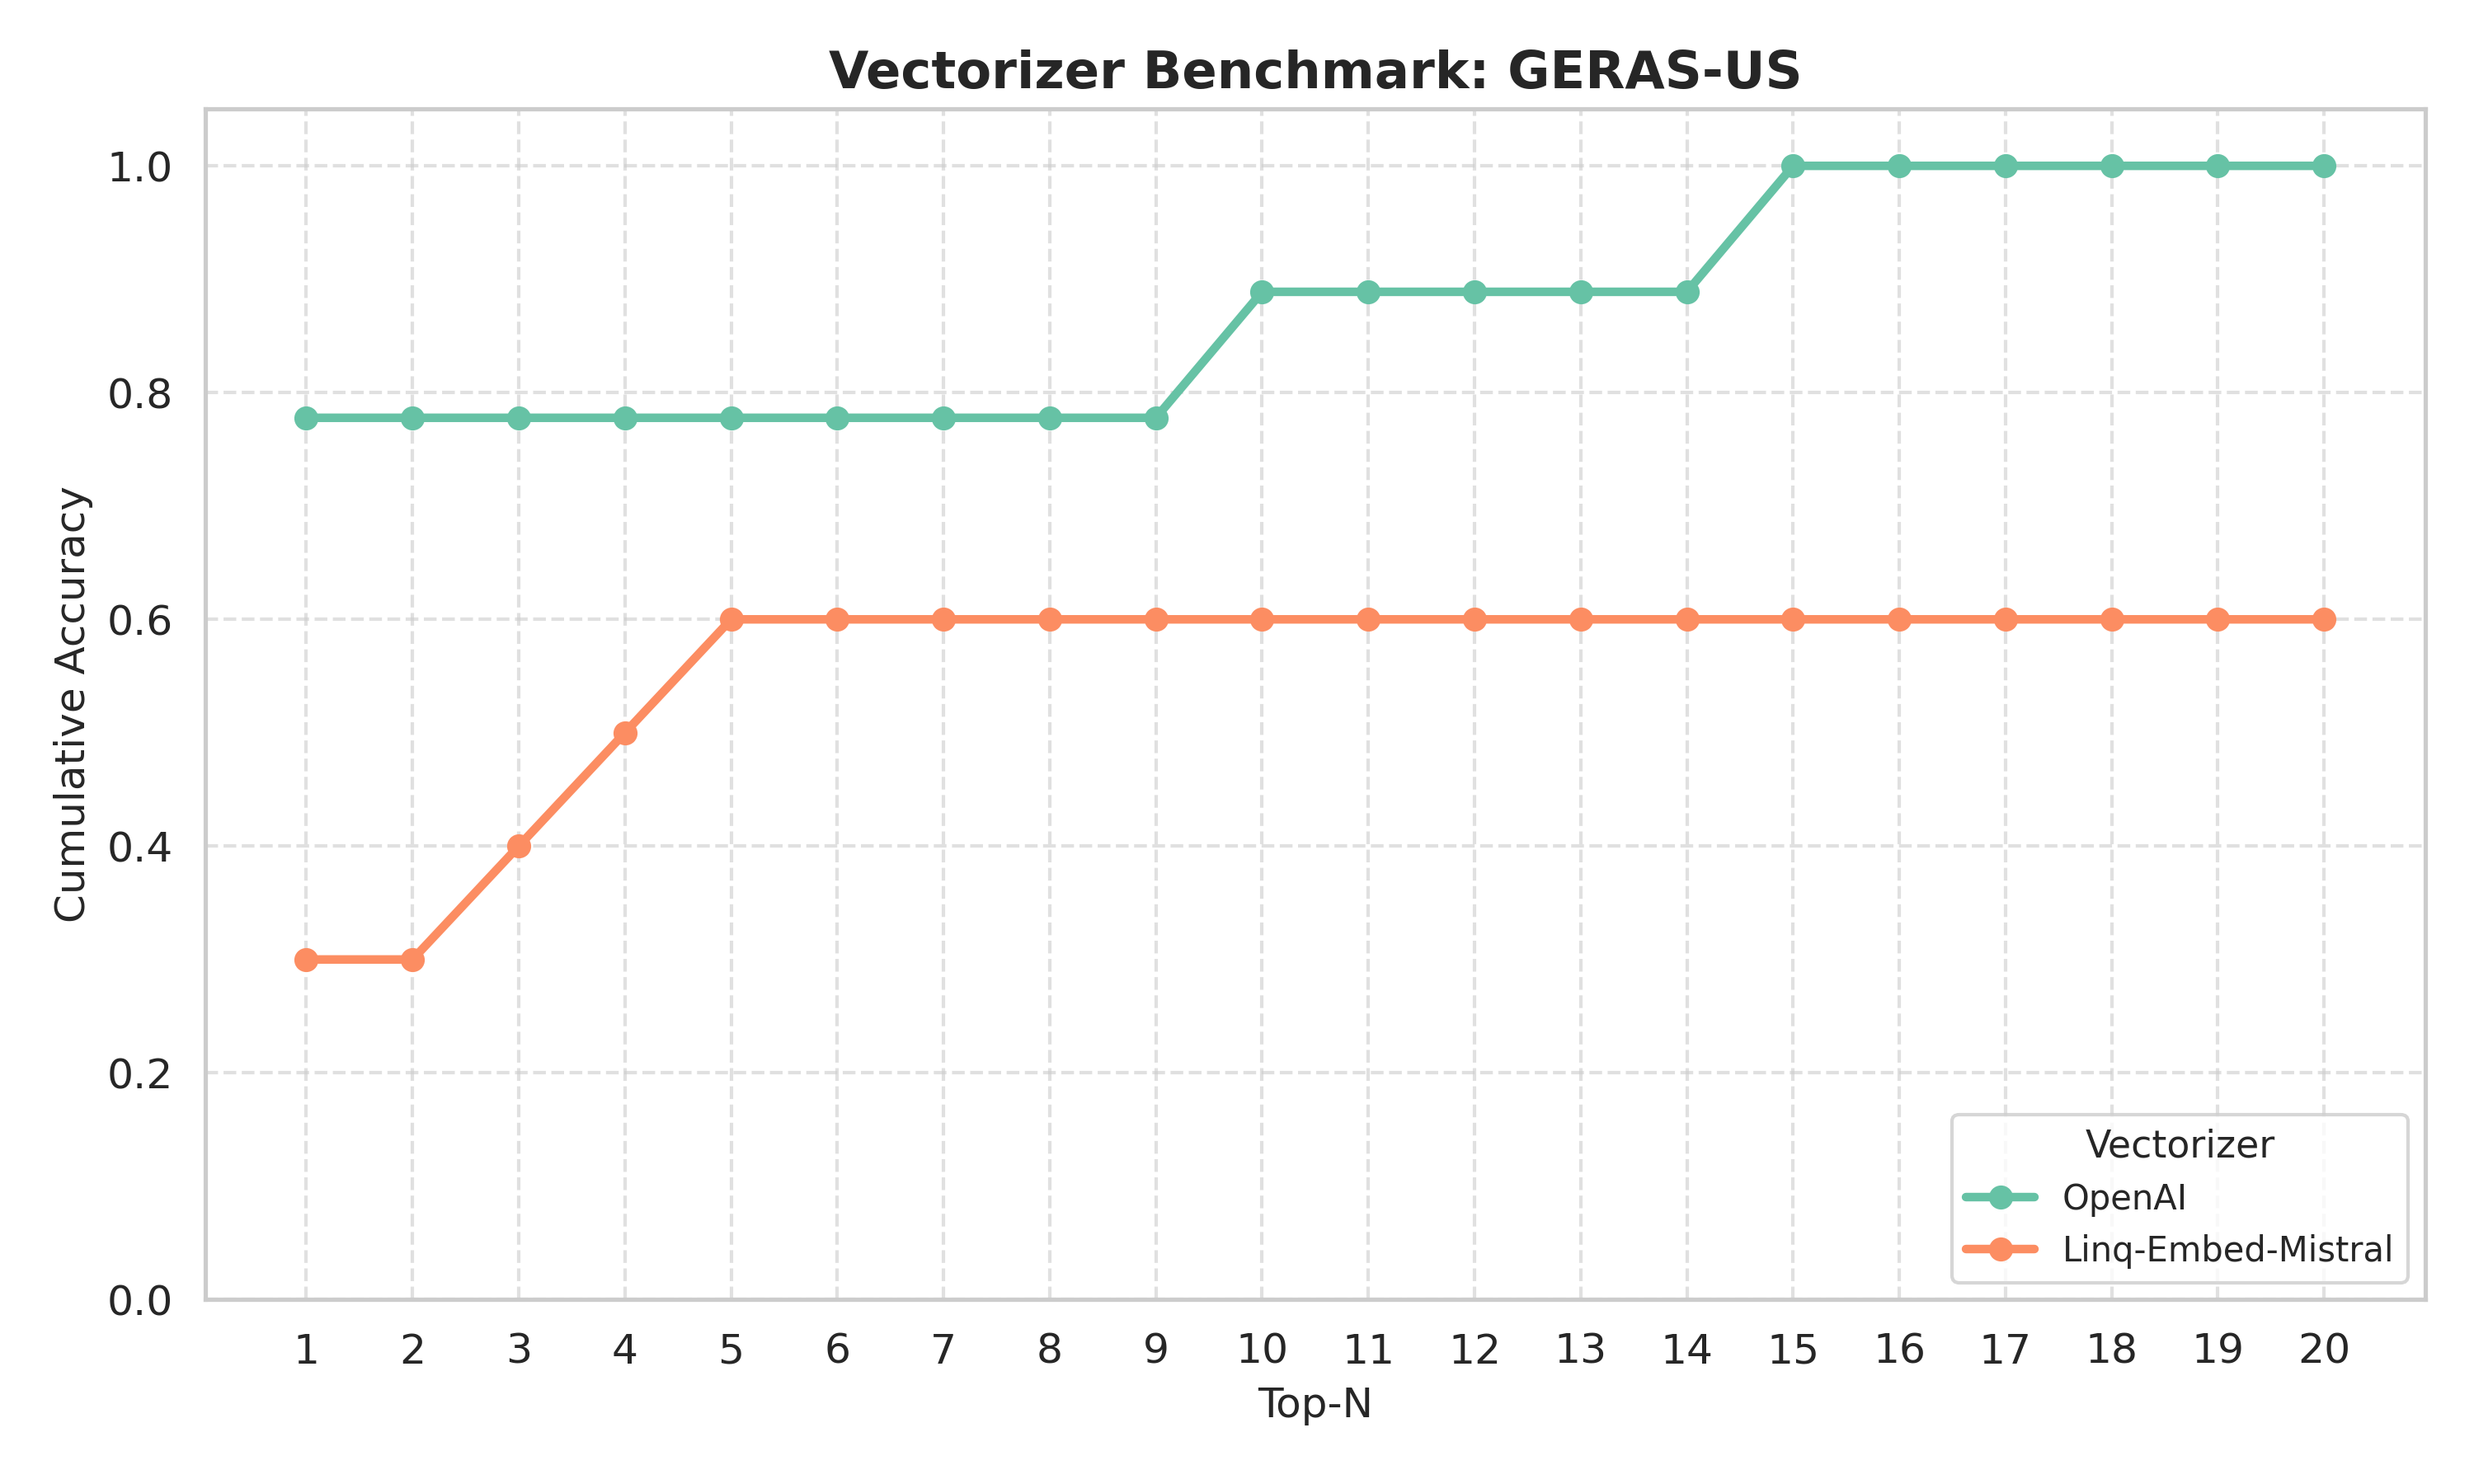 Vectorizer Benchmark: GERAS-US
Cumulative Accuracy
1.0
0.8
0.6
0.4
0.2
0.0
1 2 3 4 5 6 7 8 9 10 11 12 13 14 15 16 17 18 19 20
Top-N
Vectorizer
OpenAI
Linq-Embed-Mistral